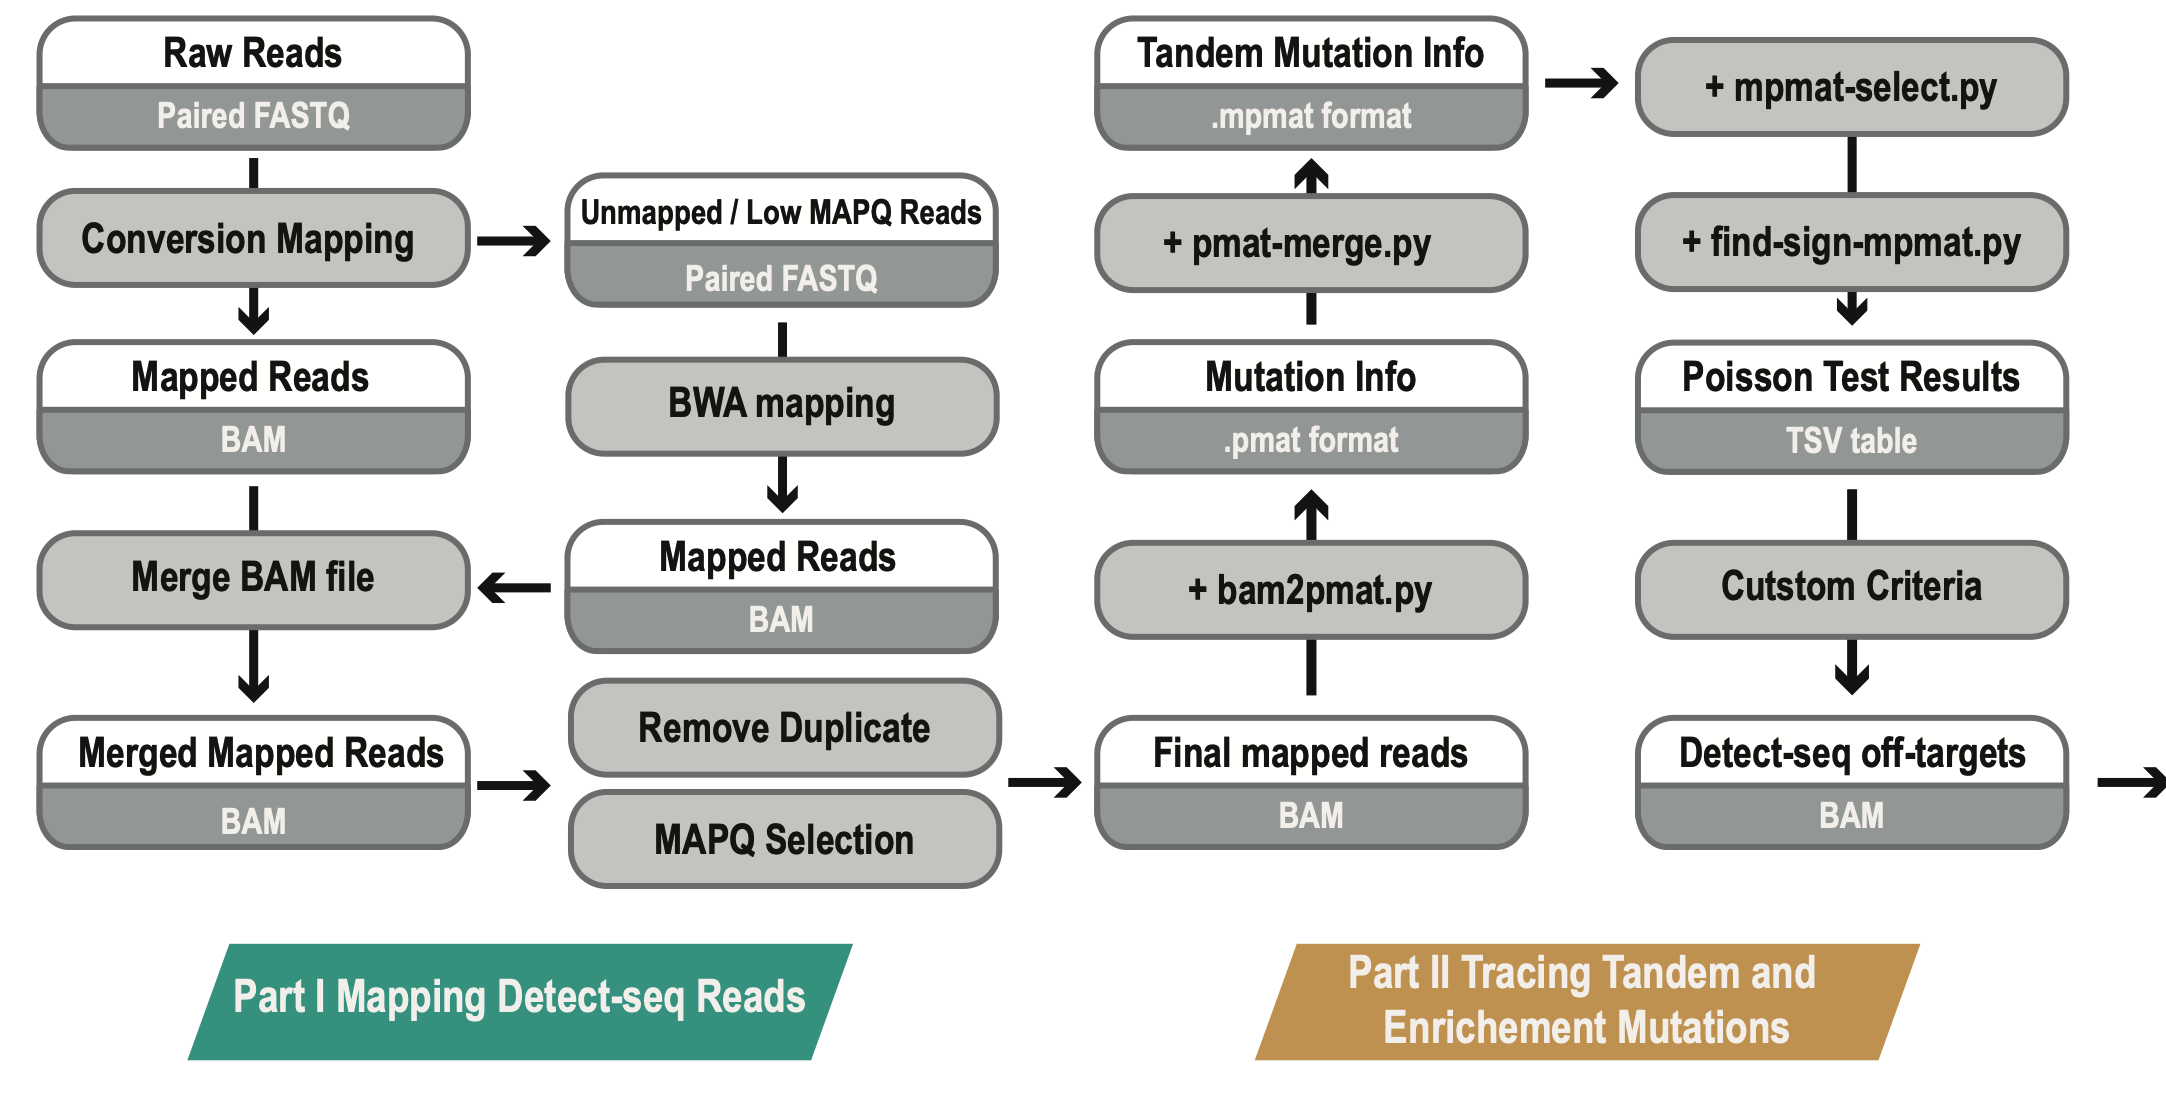 Raw Reads
Paired FASTQ
Conversion Mapping
Mapped Reads
BAM
Merge BAM file
Merged Mapped Reads
BAM
Unmapped / Low MAPQ Reads
Paired FASTQ
BWA mapping
Mapped Reads
BAM
Remove Duplicate
MAPQ Selection
Tandem Mutation Info
.mpmat format
+ pmat-merge.py
Mutation Info
.pmat format
+ bam2pmat.py
Final mapped reads
BAM
+ mpmat-select.py
+ find-sign-mpmat.py
Poisson Test Results
TSV table
Cutstom Criteria
Detect-seq off-targets
BAM
Part I Mapping Detect-seq Reads
Part II Tracing Tandem and
Enrichement Mutations